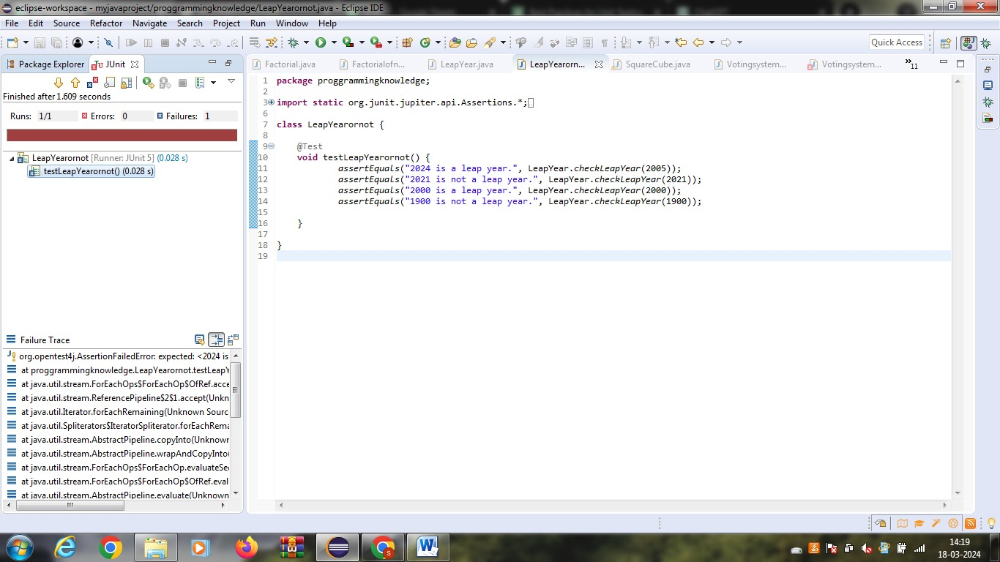 eclipse-workspace - myjavaproject/proggrammingknowledge/LeapYearornot.java - Eclipse IDE
File Edit Source Refactor Navigate Search Project Run Window Help
Quick Access
Package Explorer JUnit
Factorial.java Factorialofn... LeapYear.java LeapYearorn... SquareCube.java Votingsystem... Votingsystem... 11
Finished after 1.609 seconds
Runs: 1/1 Errors: 0 Failures: 1
LeapYearornot [Runner: JUnit 5] (0.028 s)
testLeapYearornot() (0.028 s)
Failure Trace
org.opentest4j.AssertionFailedError: expected: <2024 is
at proggrammingknowledge.LeapYearornot.testLeapY
at java.util.stream.ForEachOps$ForEachOp$OfRef.acce
at java.util.stream.ReferencePipeline$2$1.accept(Unkn
at java.util.Iterator.forEachRemaining(Unknown Sourc
at java.util.Spliterators$IteratorSpliterator.forEachRema
at java.util.stream.AbstractPipeline.copyInto(Unknown
at java.util.stream.AbstractPipeline.wrapAndCopyInto(
at java.util.stream.ForEachOps$ForEachOp.evaluateSec
at java.util.stream.ForEachOps$ForEachOp$OfRef.eval
at java.util.stream.AbstractPipeline.evaluate(Unknown
1 package proggrammingknowledge;
2
3 import static org.junit.jupiter.api.Assertions.*;
6
7 class LeapYearornot {
8
9 @Test
10 void testLeapYearornot() {
11 assertEquals("2024 is a leap year.", LeapYear.checkLeapYear(2005));
12 assertEquals("2021 is not a leap year.", LeapYear.checkLeapYear(2021));
13 assertEquals("2000 is a leap year.", LeapYear.checkLeapYear(2000));
14 assertEquals("1900 is not a leap year.", LeapYear.checkLeapYear(1900));
15
16 }
17
18 }
19
14:19
18-03-2024